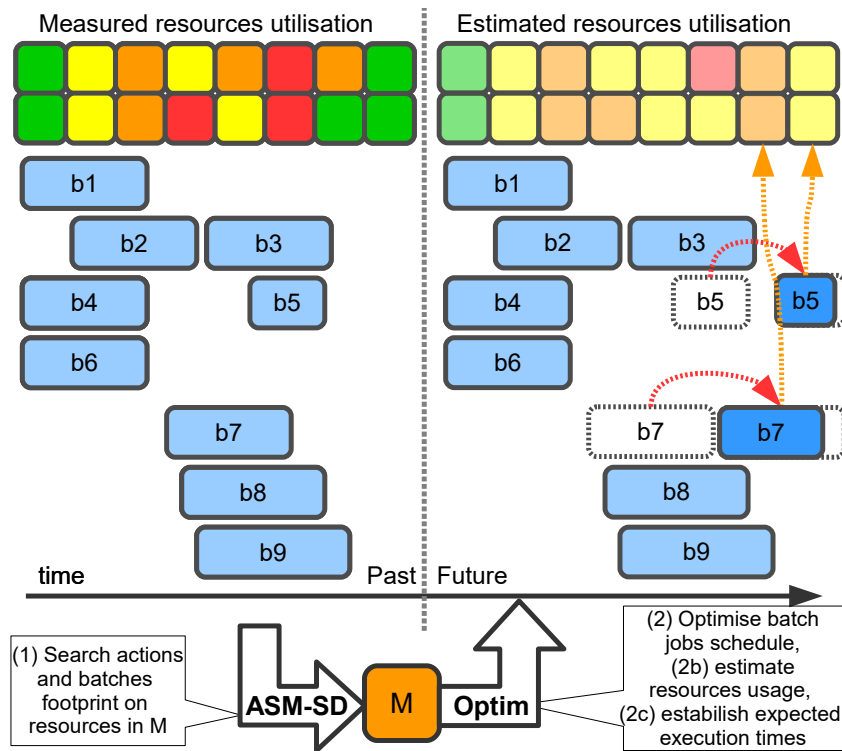 Measured resources utilisation
Estimated resources utilisation
b1
b2
b3
b4
b5
b6
b7
b8
b9
b1
b2
b3
b4
b5
b5
b6
b7
b7
b8
b9
time
Past
Future
(1) Search actions
and batches
footprint on
resources in M
ASM-SD
M
Optim
(2) Optimise batch
jobs schedule,
(2b) estimate
resources usage,
(2c) estabilish expected
execution times